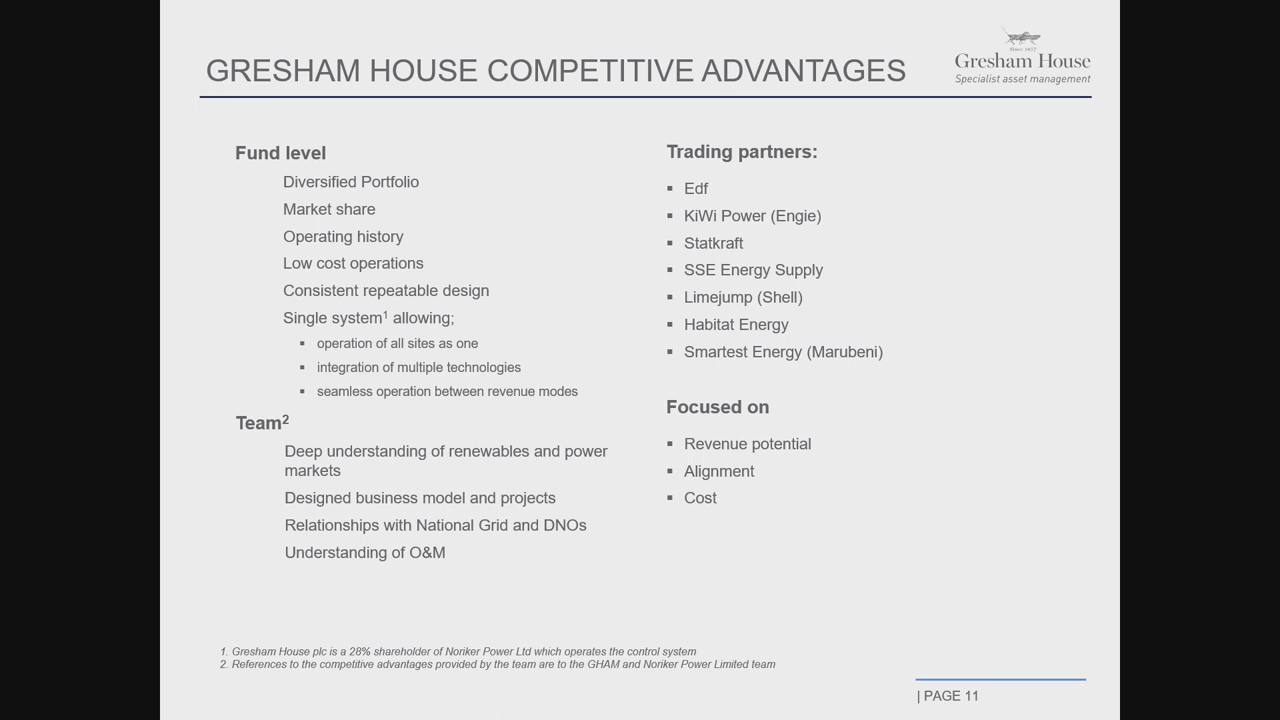 GRESHAM HOUSE COMPETITIVE ADVANTAGES
Since 1857
Gresham House
Specialist asset management
Fund level
Diversified Portfolio
Market share
Operating history
Low cost operations
Consistent repeatable design
Single system¹ allowing;
▪ operation of all sites as one
▪ integration of multiple technologies
▪ seamless operation between revenue modes
Team²
Deep understanding of renewables and power
markets
Designed business model and projects
Relationships with National Grid and DNOs
Understanding of O&M
Trading partners:
▪ Edf
▪ KiWi Power (Engie)
▪ Statkraft
▪ SSE Energy Supply
▪ Limejump (Shell)
▪ Habitat Energy
▪ Smartest Energy (Marubeni)
Focused on
▪ Revenue potential
▪ Alignment
▪ Cost
1. Gresham House plc is a 28% shareholder of Noriker Power Ltd which operates the control system
2. References to the competitive advantages provided by the team are to the GHAM and Noriker Power Limited team
| PAGE 11